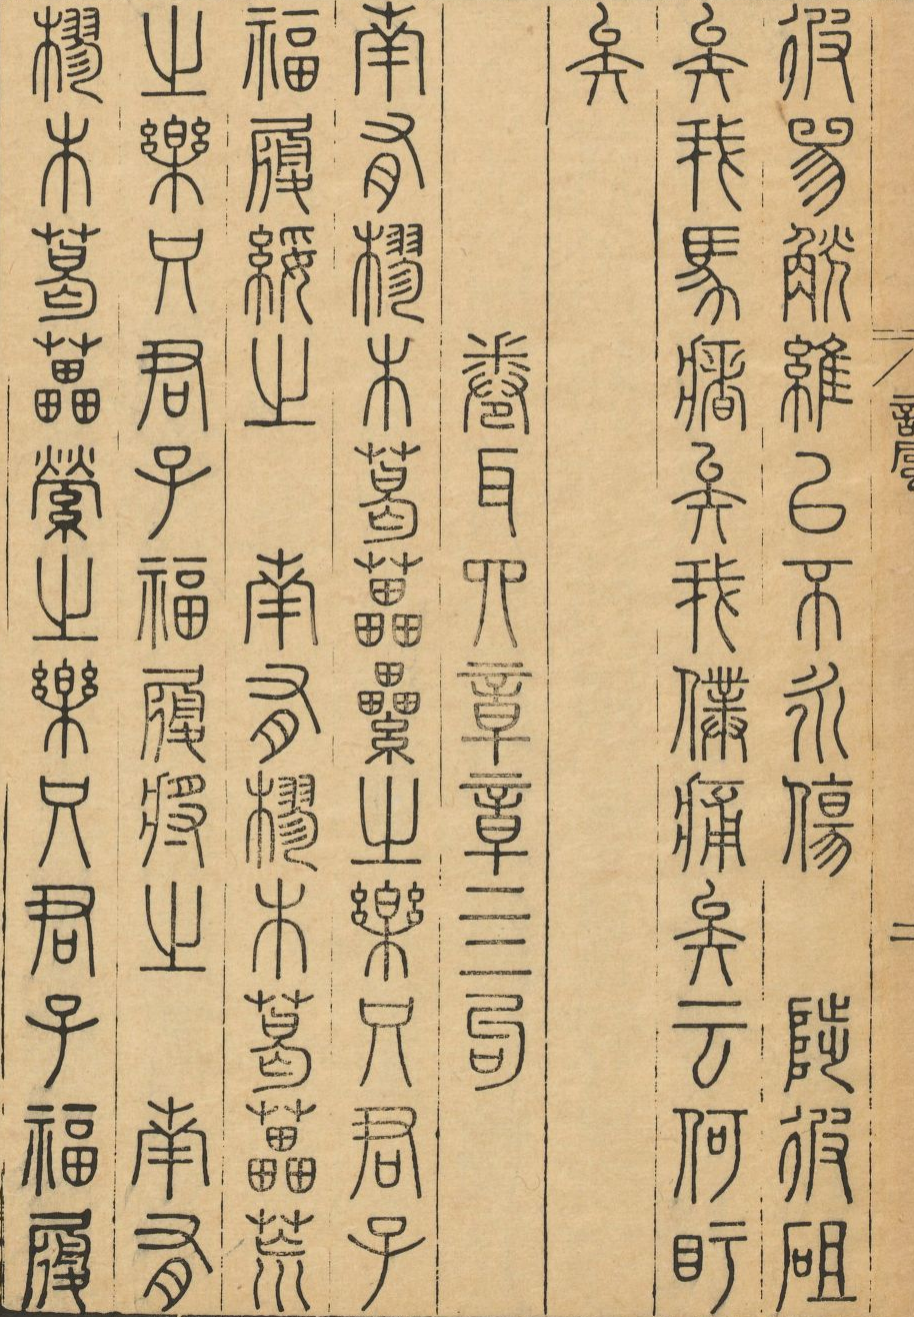 彼兕觥維以不永傷　陟彼砠
矣我馬瘏矣我僕痡矣云何盱
矣
卷耳四章章四句
南有樛木葛藟纍之樂只君子
福履綏之　南有樛木葛藟荒
之樂只君子福履將之　南有
樛木葛藟縈之樂只君子福履